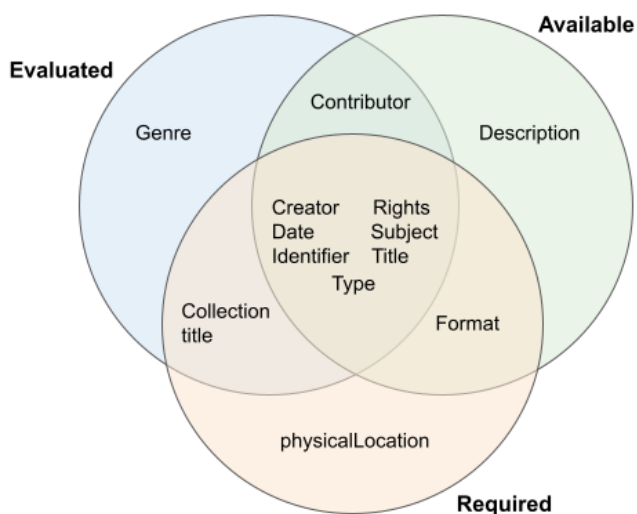 Available
Evaluated
Contributor
Genre
Description
Creator Rights
Date Subject
Identifier Title
Type
Collection
title
Format
physicalLocation
Required